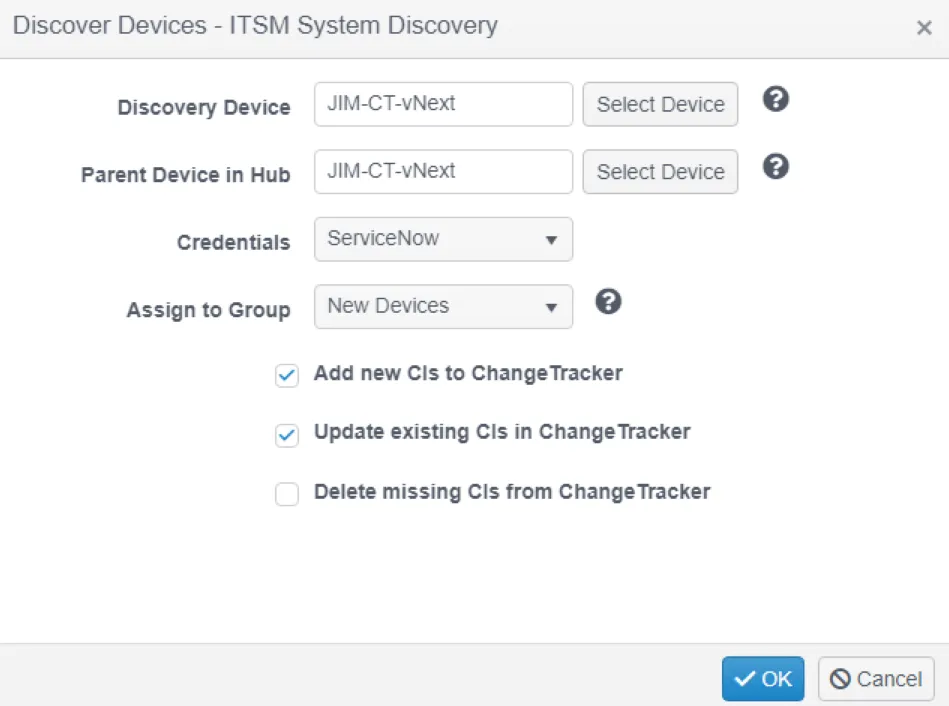 Discover Devices - ITSM System Discovery ×
Discovery Device JIM-CT-vNext Select Device ?
Parent Device in Hub JIM-CT-vNext Select Device ?
Credentials ServiceNow
Assign to Group New Devices ?
Add new CIs to ChangeTracker
Update existing CIs in ChangeTracker
Delete missing CIs from ChangeTracker
OK Cancel